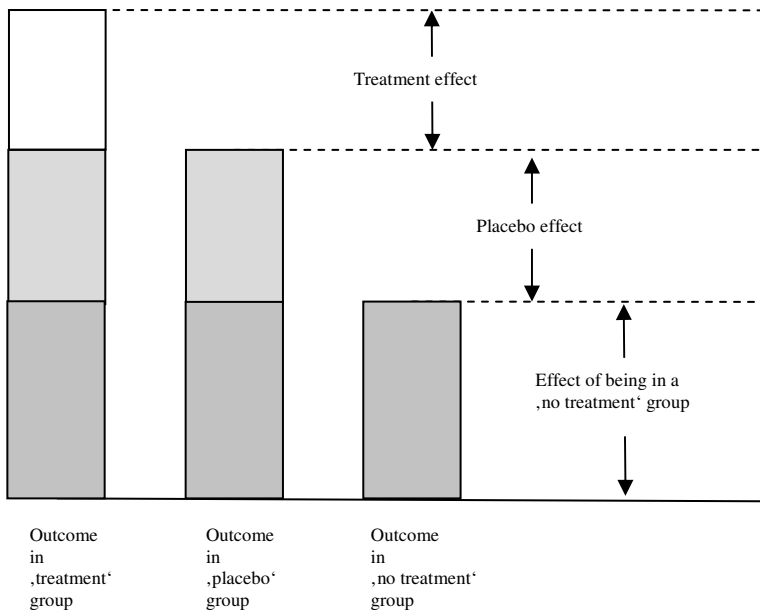 Treatment effect
Placebo effect
Effect of being in a
‚no treatment‘ group
Outcome
in
‚treatment‘
group
Outcome
in
‚placebo‘
group
Outcome
in
‚no treatment‘
group